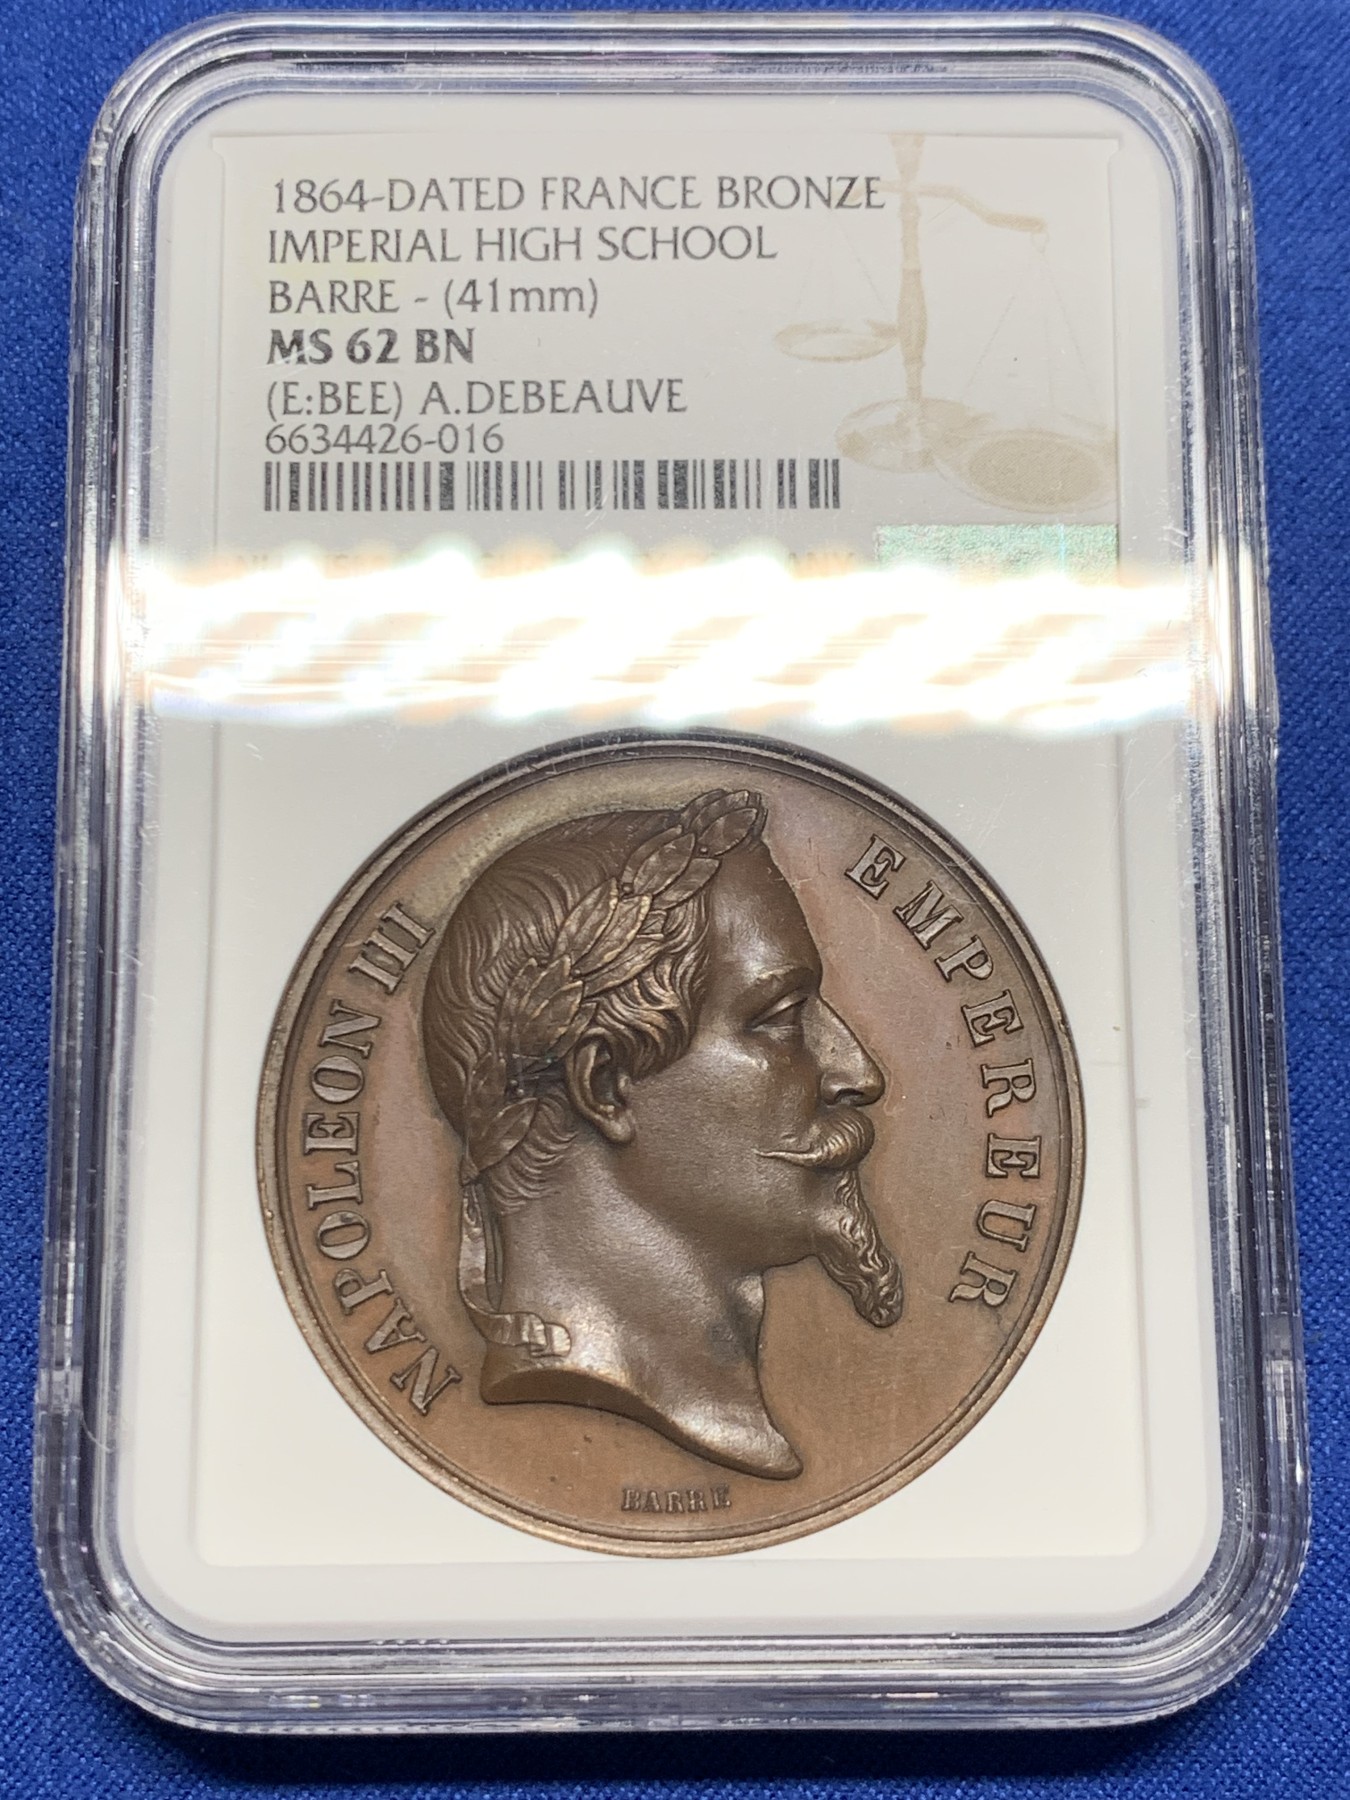 1864-DATED FRANCE BRONZE
IMPERIAL HIGH SCHOOL
BARRE - (41mm)
MS 62 BN
(E:BEE) A.DEBEAUVE
6634426-016
NAPOLEON III
EMPEREUR
BARRE